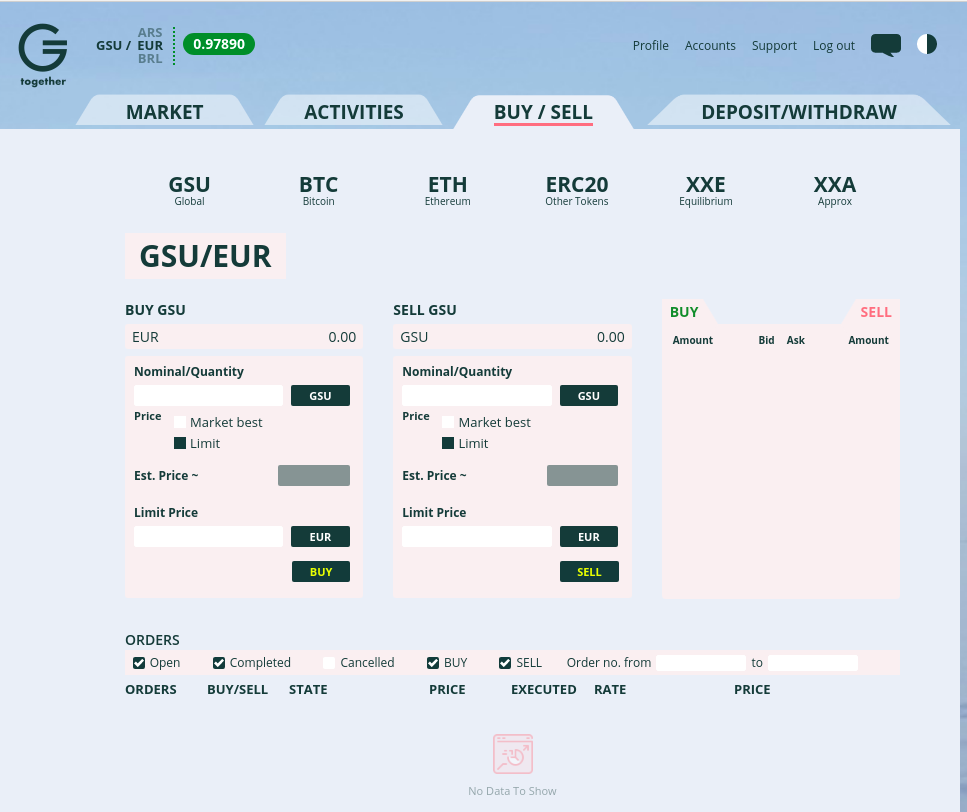 together
ARS
GSU / EUR
BRL
0.97890
Profile Accounts Support Log out
MARKET ACTIVITIES BUY / SELL DEPOSIT/WITHDRAW
GSU BTC ETH ERC20 XXE XXA
Global Bitcoin Ethereum Other Tokens Equilibrium Approx
GSU/EUR
BUY GSU
EUR 0.00
Nominal/Quantity
GSU
Price
Market best
Limit
Est. Price ~
Limit Price
EUR
BUY
SELL GSU
GSU 0.00
Nominal/Quantity
GSU
Price
Market best
Limit
Est. Price ~
Limit Price
EUR
SELL
BUY SELL
Amount Bid Ask Amount
ORDERS
Open Completed Cancelled BUY SELL Order no. from to
ORDERS BUY/SELL STATE PRICE EXECUTED RATE PRICE
No Data To Show